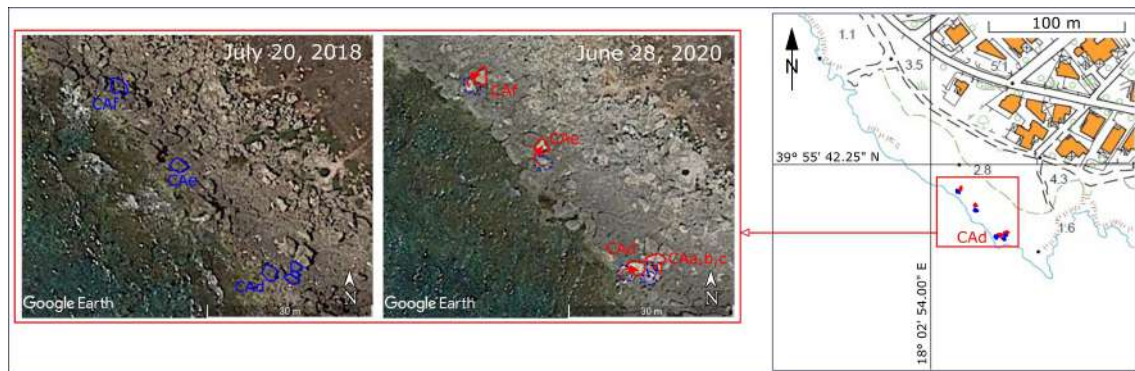 July 20, 2018
CAf
CAe
CAd
Google Earth
N
30 m
June 28, 2020
CAf
CAe
CAd
CAa,b,c
Google Earth
N
30 m
100 m
N
1.1
3.5
5.1
39° 55' 42.25" N
2.8
4.3
CAd
1.6
18° 02' 54.00" E